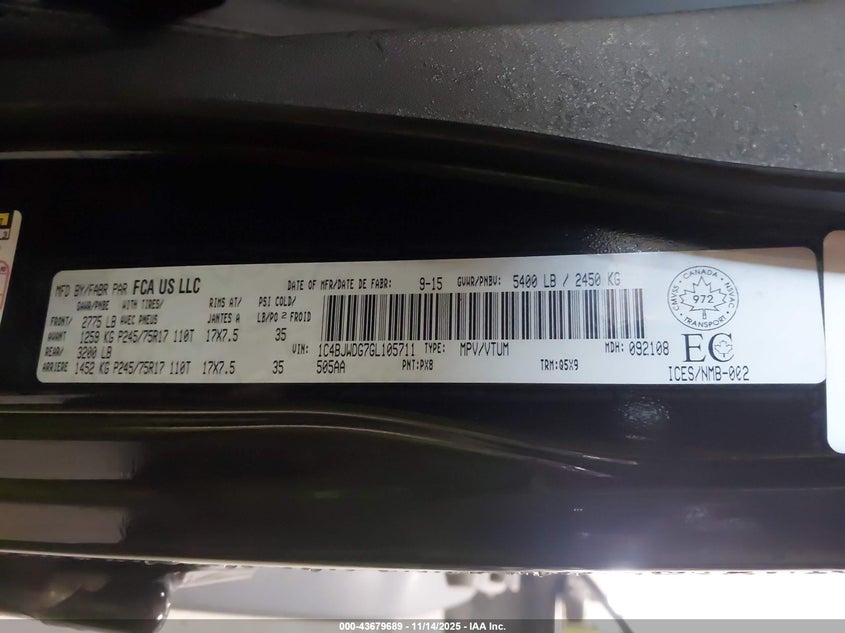 MFD BY/FABR PAR FCA US LLC DATE OF MFR/DATE DE FABR: 9-15 GVWR/PNBV: 5400 LB / 2450 KG
GAWR/PNBE WITH TIRES/ RIMS AT/ PSI COLD/
FRONT/ 2775 LB AVEC PNEUS JANTES A LB/PO² FROID
AVANT 1259 KG P245/75R17 110T 17X7.5 35
REAR/ 3200 LB VIN: 1C4BJWDG7GL105711 TYPE: MPV/VTUM MDH: 092108
ARRIERE 1452 KG P245/75R17 110T 17X7.5 35 505AA PNT:PX8 TRM:Q5X9
CMVSS CANADA NSVAC
972
B
TRANSPORT
EC
ICES/NMB-002
000-43679689 - 11/14/2025 - IAA Inc.